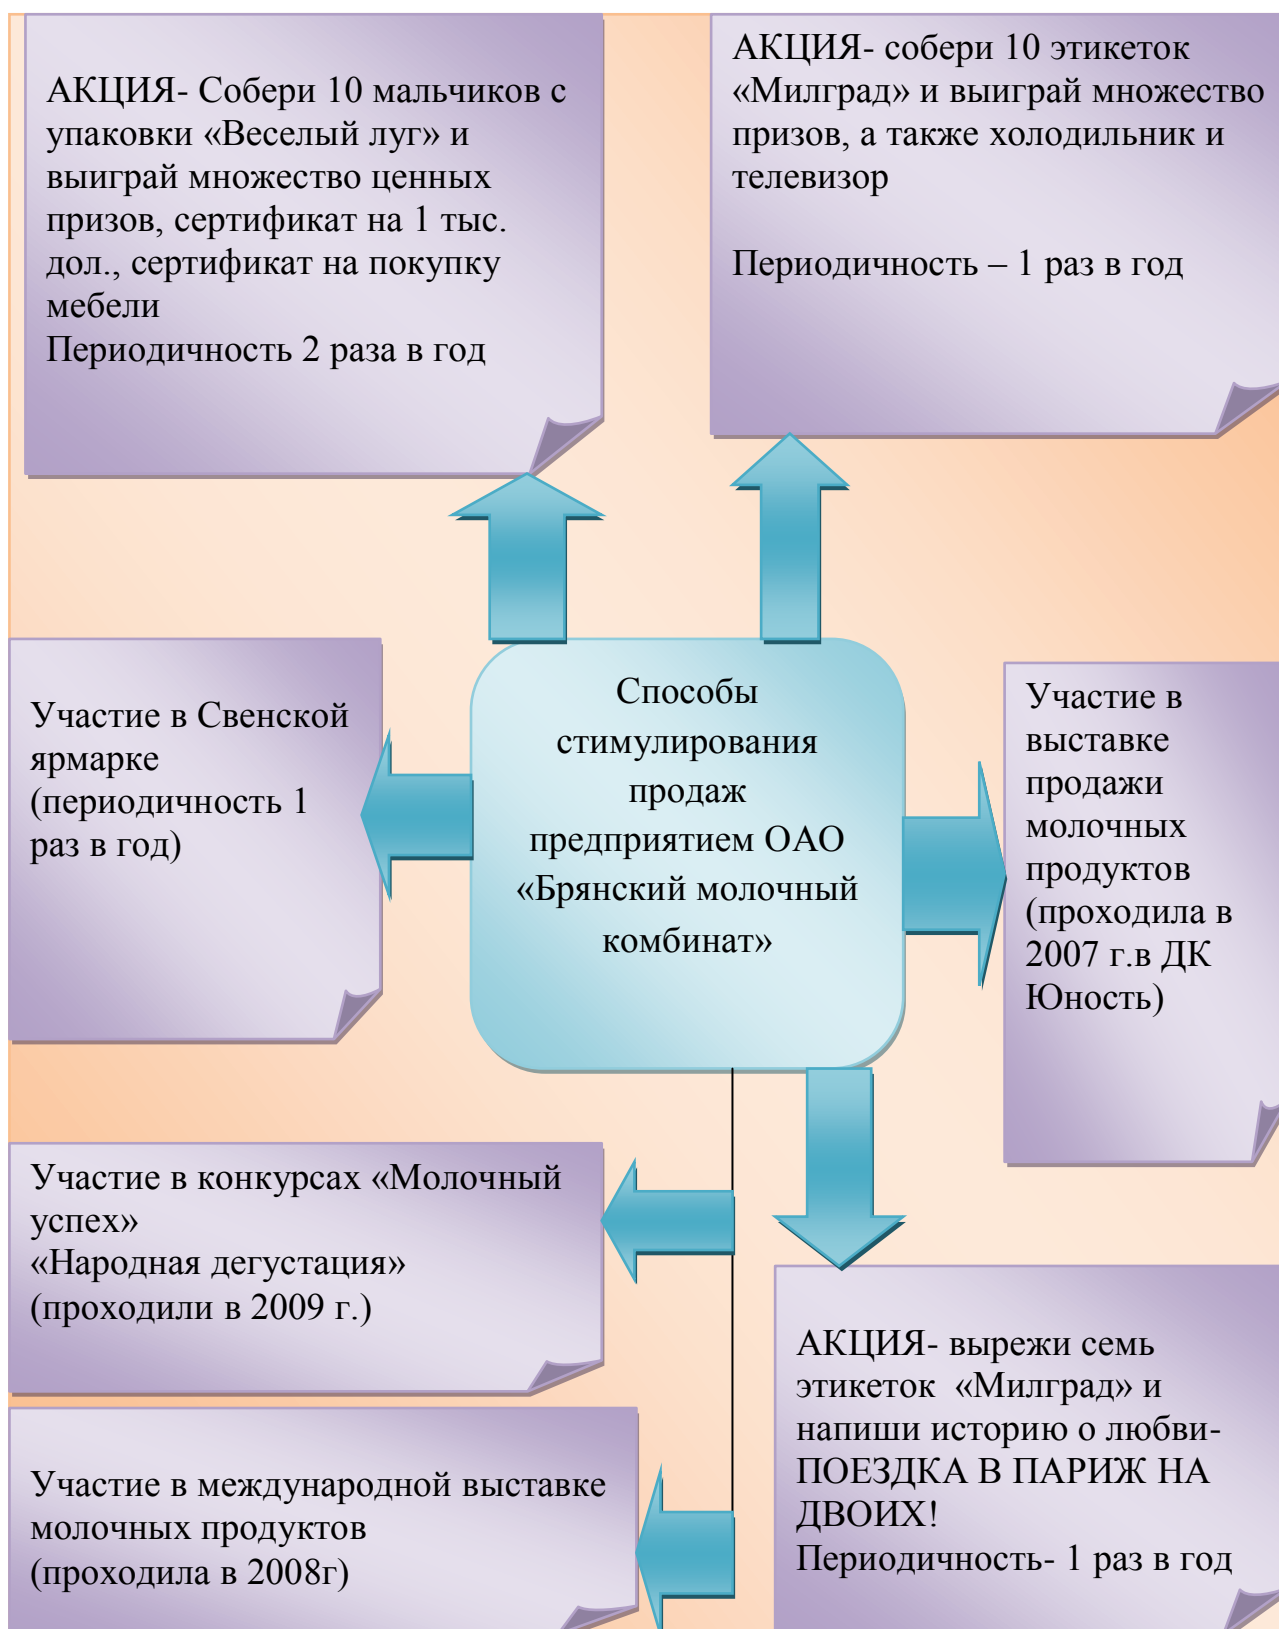 АКЦИЯ- Собери 10 мальчиков с
упаковки «Веселый луг» и
выиграй множество ценных
призов, сертификат на 1 тыс.
дол., сертификат на покупку
мебели
Периодичность 2 раза в год
АКЦИЯ- собери 10 этикеток
«Милград» и выиграй множество
призов, а также холодильник и
телевизор
Периодичность – 1 раз в год
Участие в Свенской
ярмарке
(периодичность 1
раз в год)
Способы
стимулирования
продаж
предприятием ОАО
«Брянский молочный
комбинат»
Участие в
выставке
продажи
молочных
продуктов
(проходила в
2007 г.в ДК
Юность)
Участие в конкурсах «Молочный
успех»
«Народная дегустация»
(проходили в 2009 г.)
АКЦИЯ- вырежи семь
этикеток «Милград» и
напиши историю о любви-
ПОЕЗДКА В ПАРИЖ НА
ДВОИХ!
Периодичность- 1 раз в год
Участие в международной выставке
молочных продуктов
(проходила в 2008г)